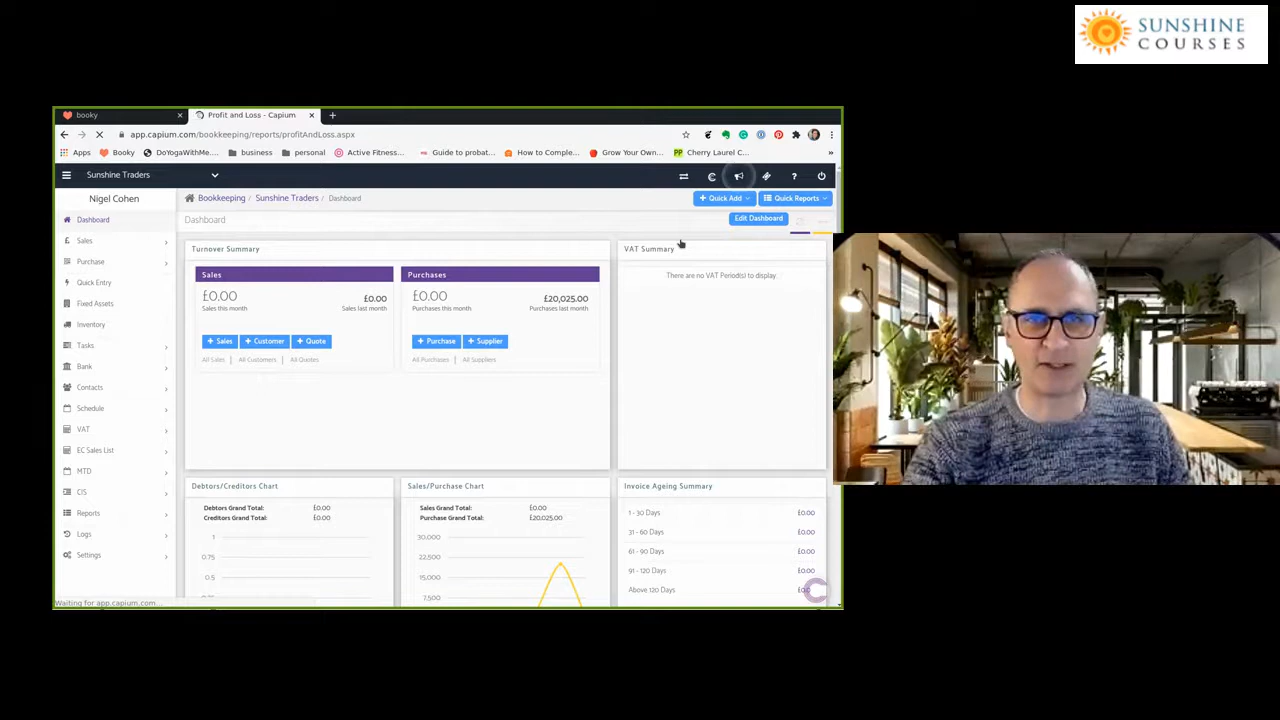 SUNSHINE
COURSES
booky
Profit and Loss - Capium
app.capium.com/bookkeeping/reports/profitAndLoss.aspx
Apps
Booky
DoYogaWithMe....
business
personal
Active Fitness...
Guide to probat...
How to Comple...
Grow Your Own...
PP Cherry Laurel C...
Sunshine Traders
Nigel Cohen
Bookkeeping / Sunshine Traders / Dashboard
+ Quick Add
Quick Reports
Dashboard
Dashboard
Edit Dashboard
Sales
Purchase
Quick Entry
Fixed Assets
Inventory
Tasks
Bank
Contacts
Schedule
VAT
EC Sales List
MTD
CIS
Reports
Logs
Settings
Turnover Summary
Sales
£0.00
£0.00
Sales this month
Sales last month
+ Sales
+ Customer
+ Quote
All Sales | All Customers | All Quotes
Purchases
£0.00
£20,025.00
Purchases this month
Purchases last month
+ Purchase
+ Supplier
All Purchases | All Suppliers
VAT Summary
There are no VAT Period(s) to display.
Debtors/Creditors Chart
Debtors Grand Total: £0.00
Creditors Grand Total: £0.00
1
0.75
0.5
Sales/Purchase Chart
Sales Grand Total: £0.00
Purchase Grand Total: £20,025.00
30,000
22,500
15,000
7,500
Invoice Ageing Summary
1 - 30 Days £0.00
31 - 60 Days £0.00
61 - 90 Days £0.00
91 - 120 Days £0.00
Above 120 Days
Waiting for app.capium.com...